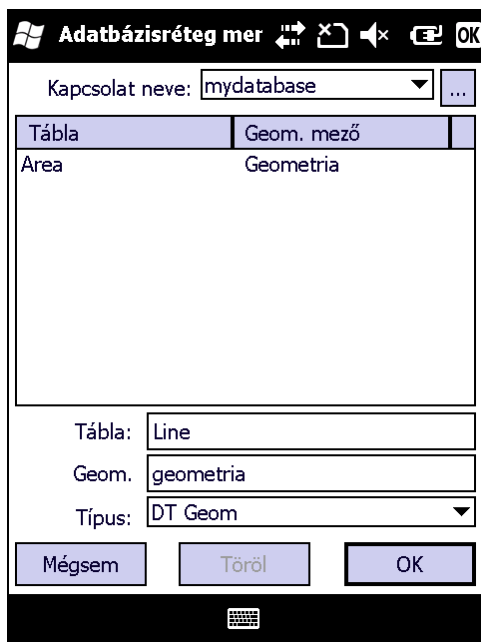 Adatbázisréteg mer OK
Kapcsolat neve: mydatabase ...
Tábla Geom. mező
Area Geometria
Tábla: Line
Geom. geometria
Típus: DT Geom
Mégsem Töröl OK